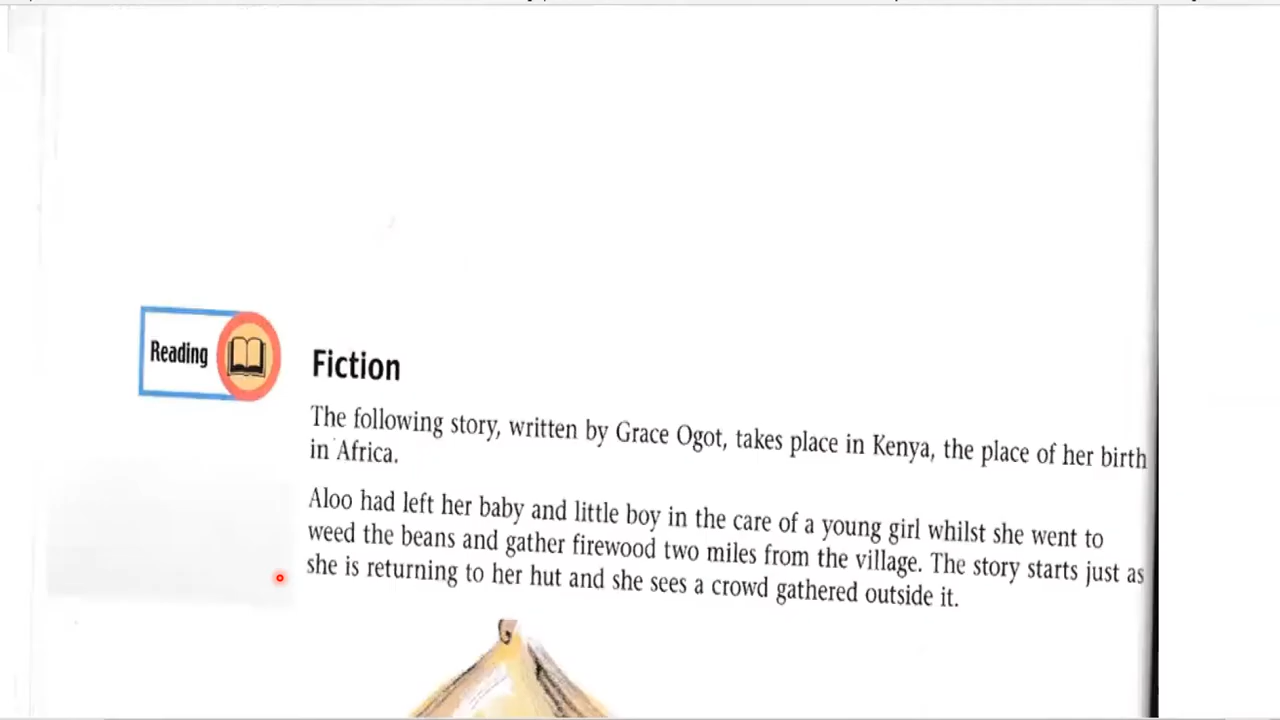 Reading
Fiction
The following story, written by Grace Ogot, takes place in Kenya, the place of her birth
in Africa.
Aloo had left her baby and little boy in the care of a young girl whilst she went to
weed the beans and gather firewood two miles from the village. The story starts just as
she is returning to her hut and she sees a crowd gathered outside it.